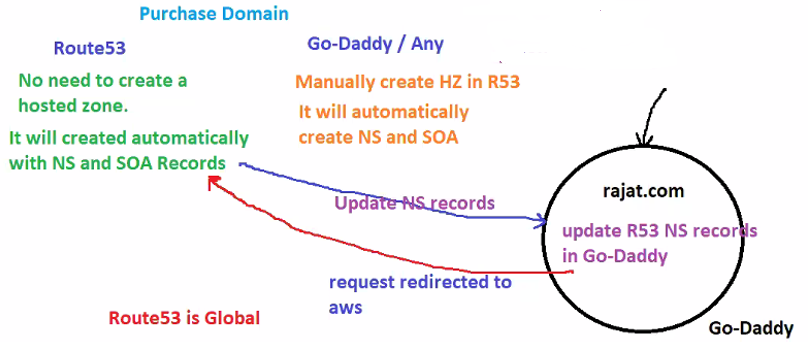 Purchase Domain
Route53
Go-Daddy / Any
No need to create a
hosted zone.
It will created automatically
with NS and SOA Records
Manually create HZ in R53
It will automatically
create NS and SOA
Update NS records
rajat.com
update R53 NS records
in Go-Daddy
request redirected to
aws
Route53 is Global
Go-Daddy